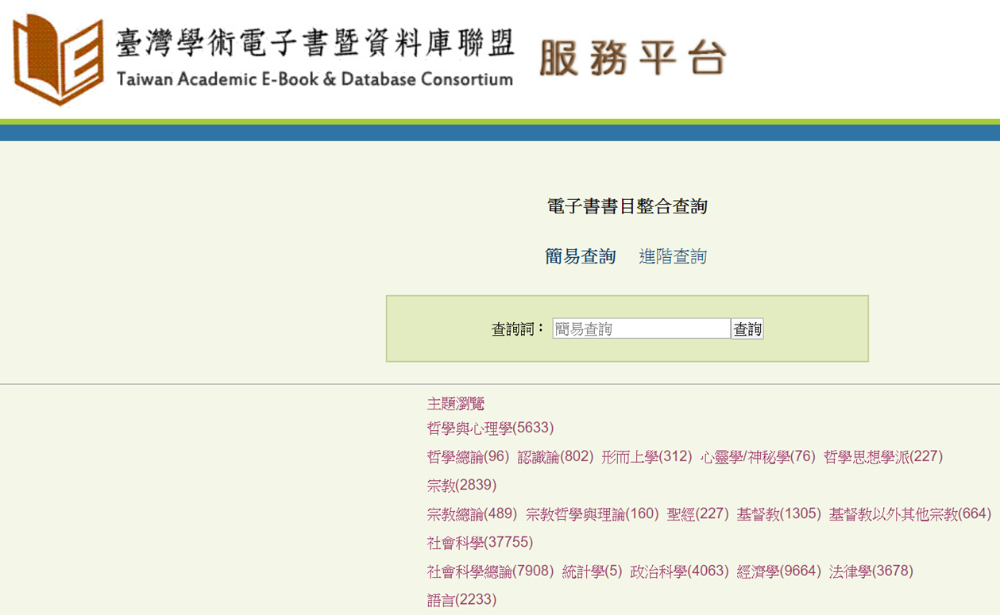 臺灣學術電子書暨資料庫聯盟 服務平台
Taiwan Academic E-Book & Database Consortium
電子書書目整合查詢
簡易查詢 進階查詢
查詢詞： 簡易查詢 查詢
主題瀏覽
哲學與心理學(5633)
哲學總論(96) 認識論(802) 形而上學(312) 心靈學/神秘學(76) 哲學思想學派(227)
宗教(2839)
宗教總論(489) 宗教哲學與理論(160) 聖經(227) 基督教(1305) 基督教以外其他宗教(664)
社會科學(37755)
社會科學總論(7908) 統計學(5) 政治科學(4063) 經濟學(9664) 法律學(3678)
語言(2233)